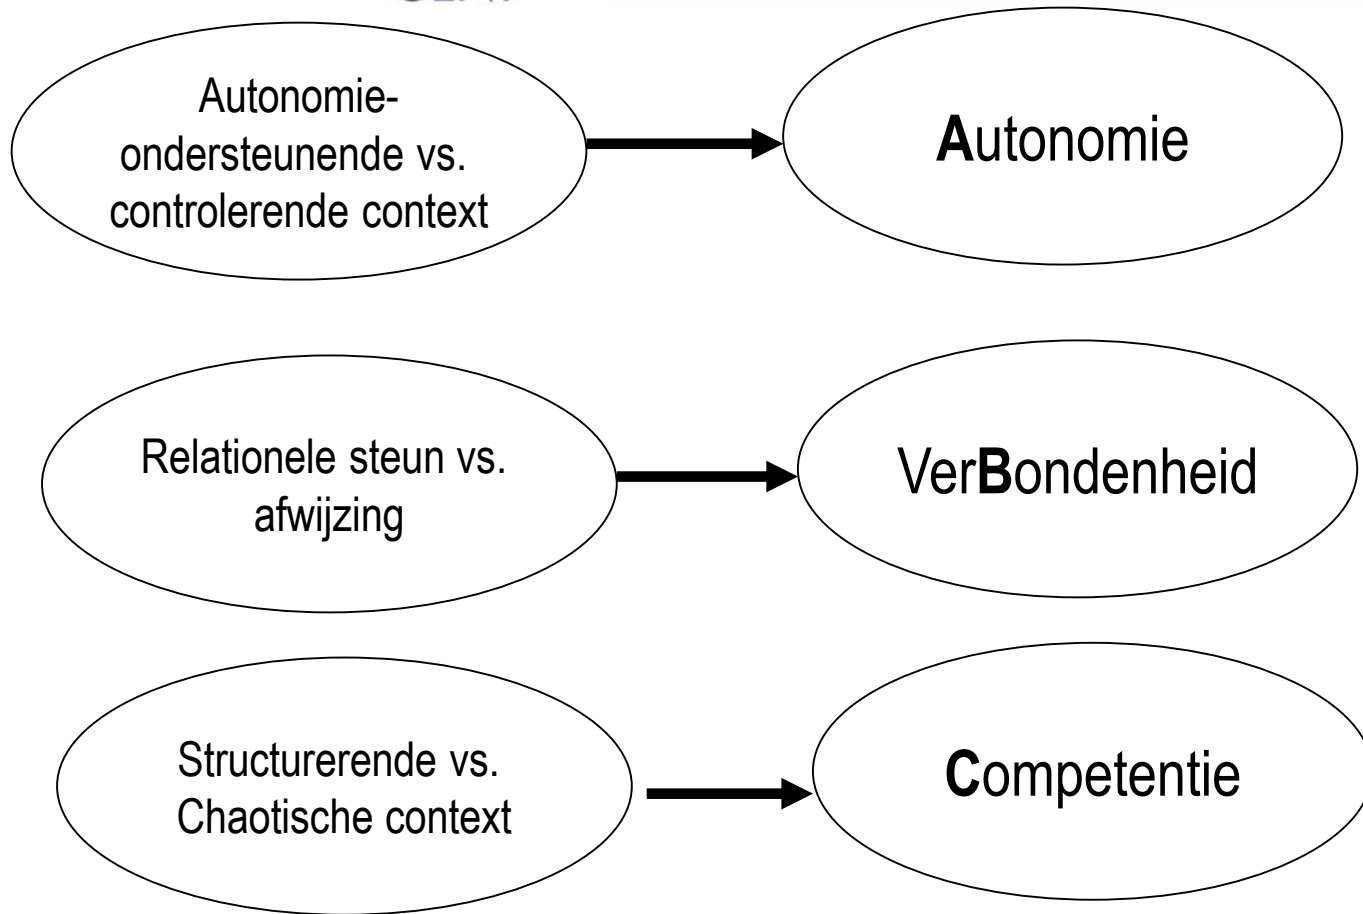 Autonomie-
ondersteunende vs.
controlerende context
Autonomie
Relationele steun vs.
afwijzing
VerBondenheid
Structurerende vs.
Chaotische context
Competentie